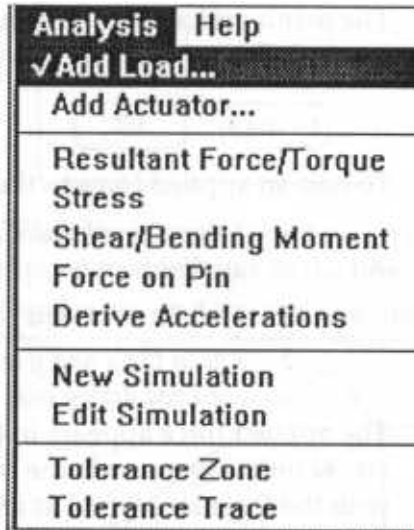 Analysis Help
√Add Load...
Add Actuator...
Resultant Force/Torque
Stress
Shear/Bending Moment
Force on Pin
Derive Accelerations
New Simulation
Edit Simulation
Tolerance Zone
Tolerance Trace